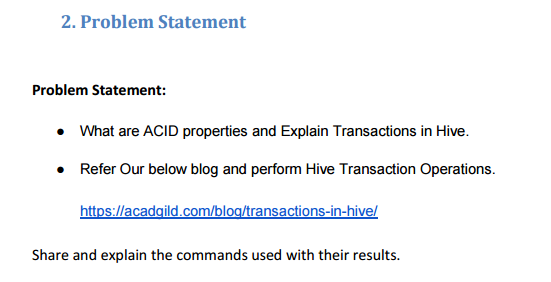 2. Problem Statement
Problem Statement:
● What are ACID properties and Explain Transactions in Hive.
● Refer Our below blog and perform Hive Transaction Operations.
https://acadgild.com/blog/transactions-in-hive/
Share and explain the commands used with their results.